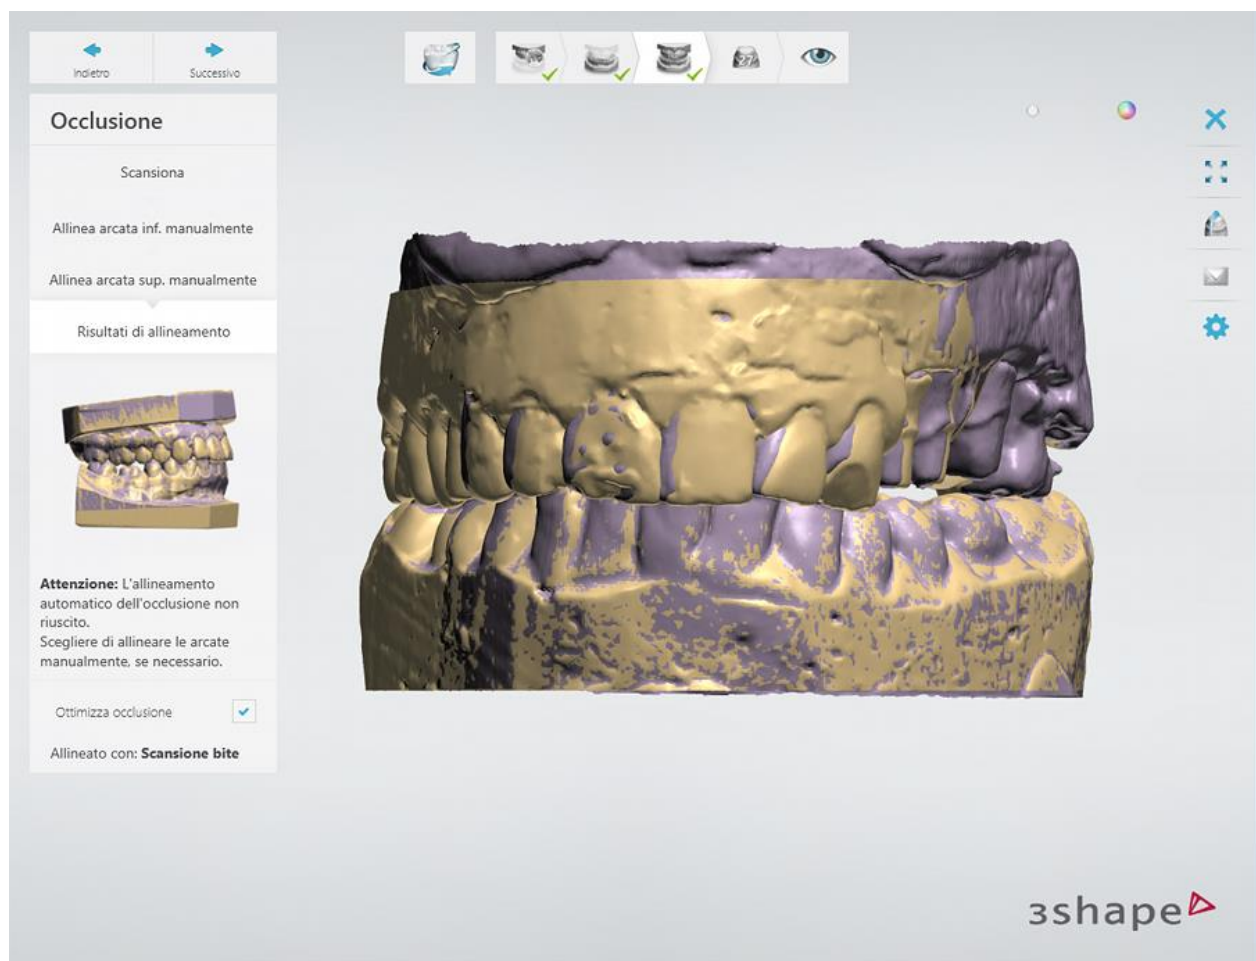 Indietro
Successivo
27
Occlusione
Scansiona
Allinea arcata inf. manualmente
Allinea arcata sup. manualmente
Risultati di allineamento
Attenzione: L'allineamento
automatico dell'occlusione non
riuscito.
Scegliere di allineare le arcate
manualmente, se necessario.
Ottimizza occlusione
Allineato con: Scansione bite
3shape